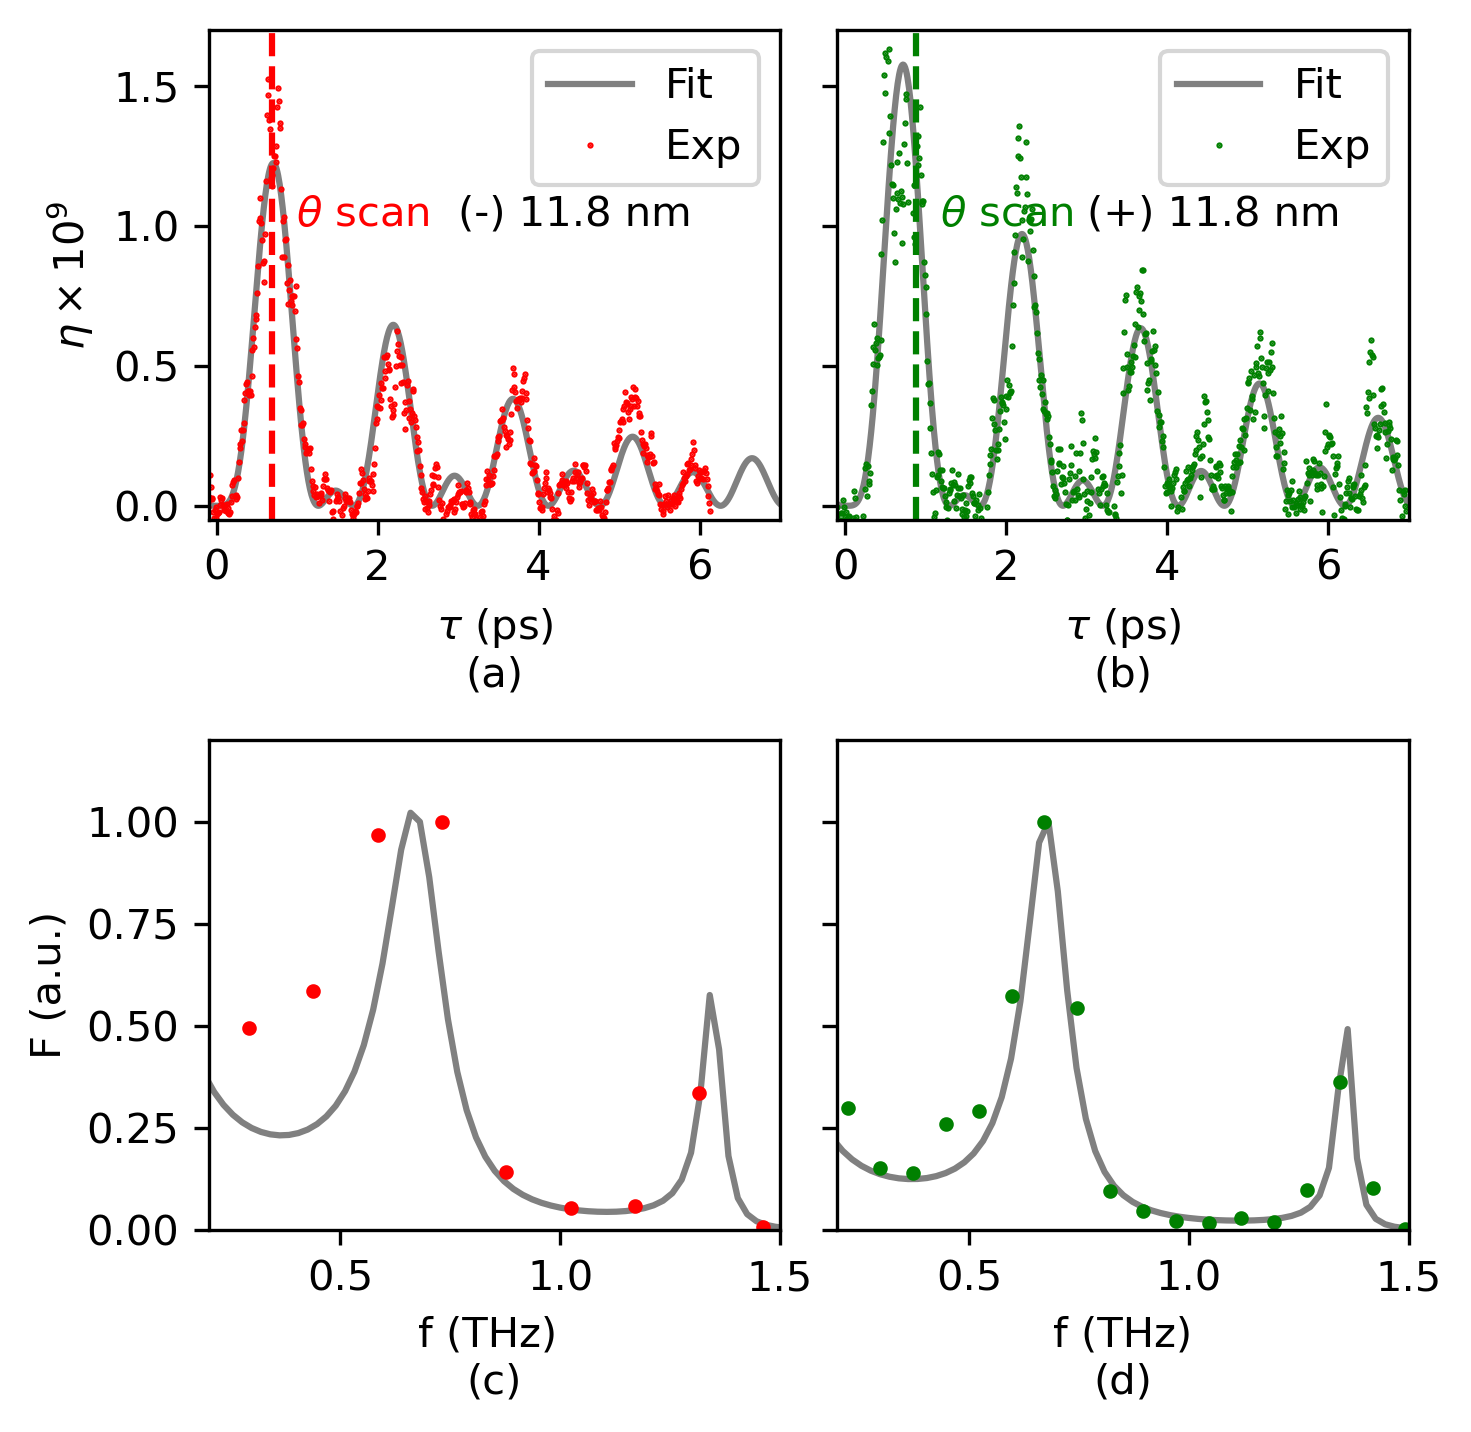 Fit
Exp
θ scan (-) 11.8 nm
η × 10⁹
1.5
1.0
0.5
0.0
0 2 4 6
τ (ps)
(a)
Fit
Exp
θ scan (+) 11.8 nm
0 2 4 6
τ (ps)
(b)
F (a.u.)
1.00
0.75
0.50
0.25
0.00
0.5 1.0 1.5
f (THz)
(c)
0.5 1.0 1.5
f (THz)
(d)